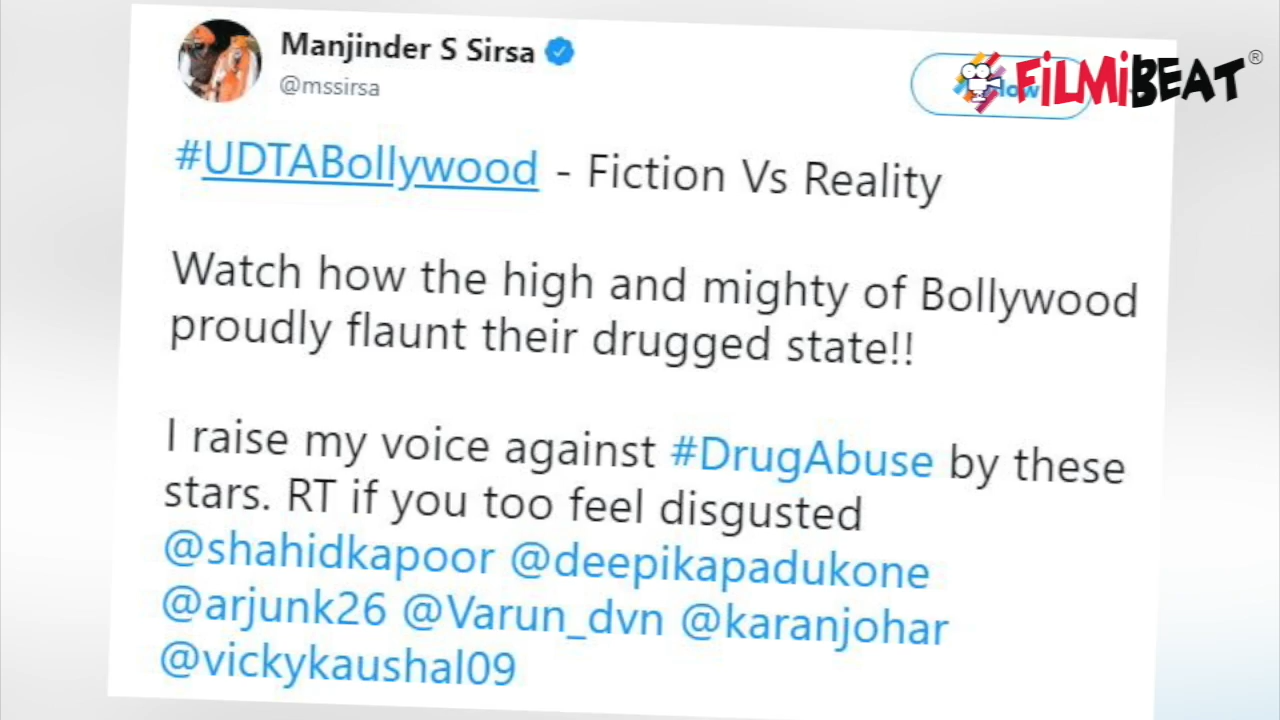 Manjinder S Sirsa
@mssirsa
FiLMiBEAT®
#UDTABollywood - Fiction Vs Reality
Watch how the high and mighty of Bollywood
proudly flaunt their drugged state!!
I raise my voice against #DrugAbuse by these
stars. RT if you too feel disgusted
@shahidkapoor @deepikapadukone
@arjunk26 @Varun_dvn @karanjohar
@vickykaushal09